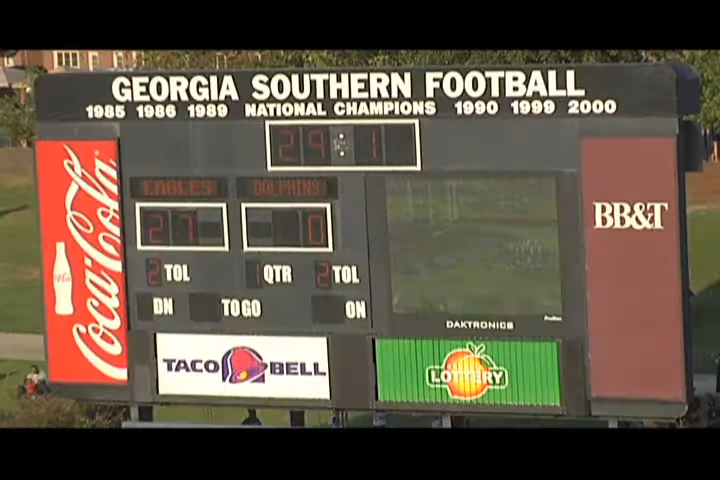 GEORGIA SOUTHERN FOOTBALL
1985 1986 1989 NATIONAL CHAMPIONS 1990 1999 2000
29: 1
EAGLES DOLPHINS
27 0
2 TOL 1 QTR 2 TOL
DN TO GO ON
Coca-Cola
BB&T
DAKTRONICS
TACO BELL
LOTTERY